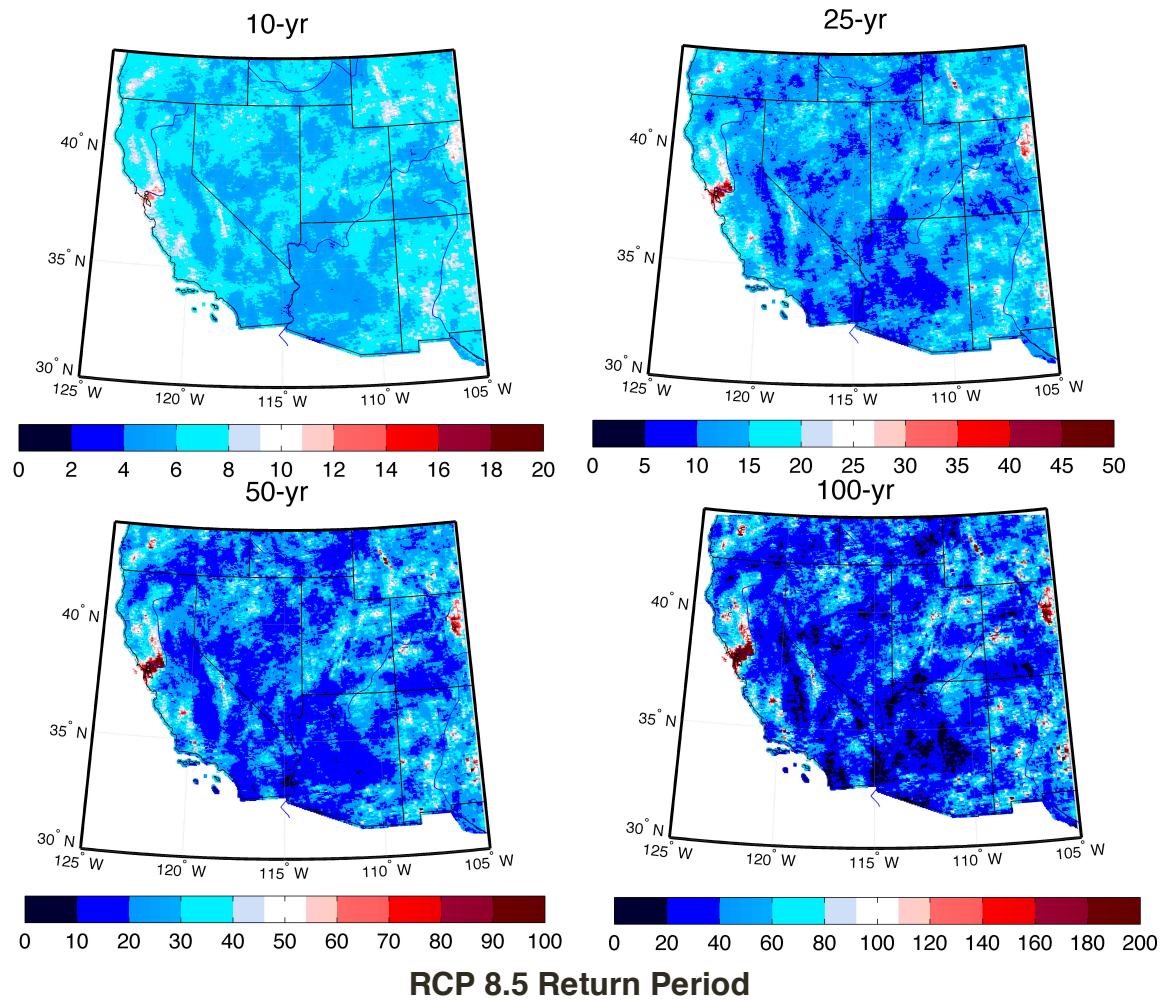 10-yr
25-yr
40° N
35° N
30° N
125° W
120° W
115° W
110° W
105° W
40° N
35° N
30° N
125° W
120° W
115° W
110° W
105° W
0 2 4 6 8 10 12 14 16 18 20
0 5 10 15 20 25 30 35 40 45 50
50-yr
100-yr
40° N
35° N
30° N
125° W
120° W
115° W
110° W
105° W
40° N
35° N
30° N
125° W
120° W
115° W
110° W
105° W
0 10 20 30 40 50 60 70 80 90 100
0 20 40 60 80 100 120 140 160 180 200
RCP 8.5 Return Period